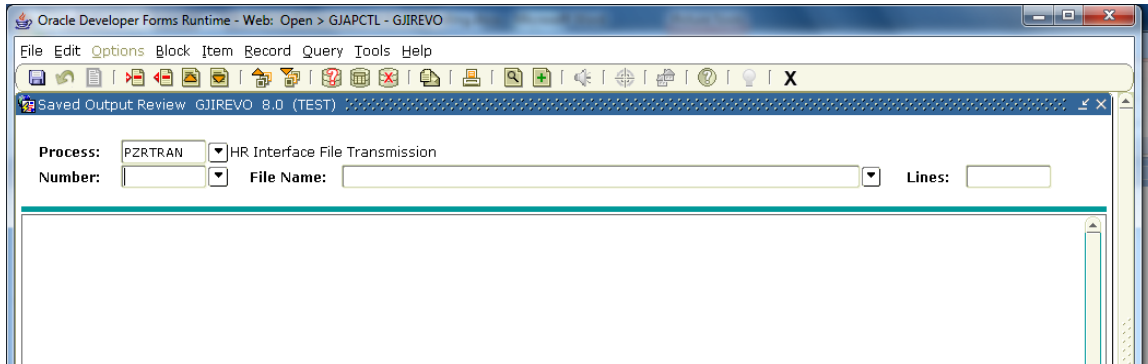 Oracle Developer Forms Runtime - Web: Open > GJAPCTL - GJIREVO
File Edit Options Block Item Record Query Tools Help
X
Saved Output Review GJIREVO 8.0 (TEST)
Process: PZRTRAN HR Interface File Transmission
Number: File Name: Lines: